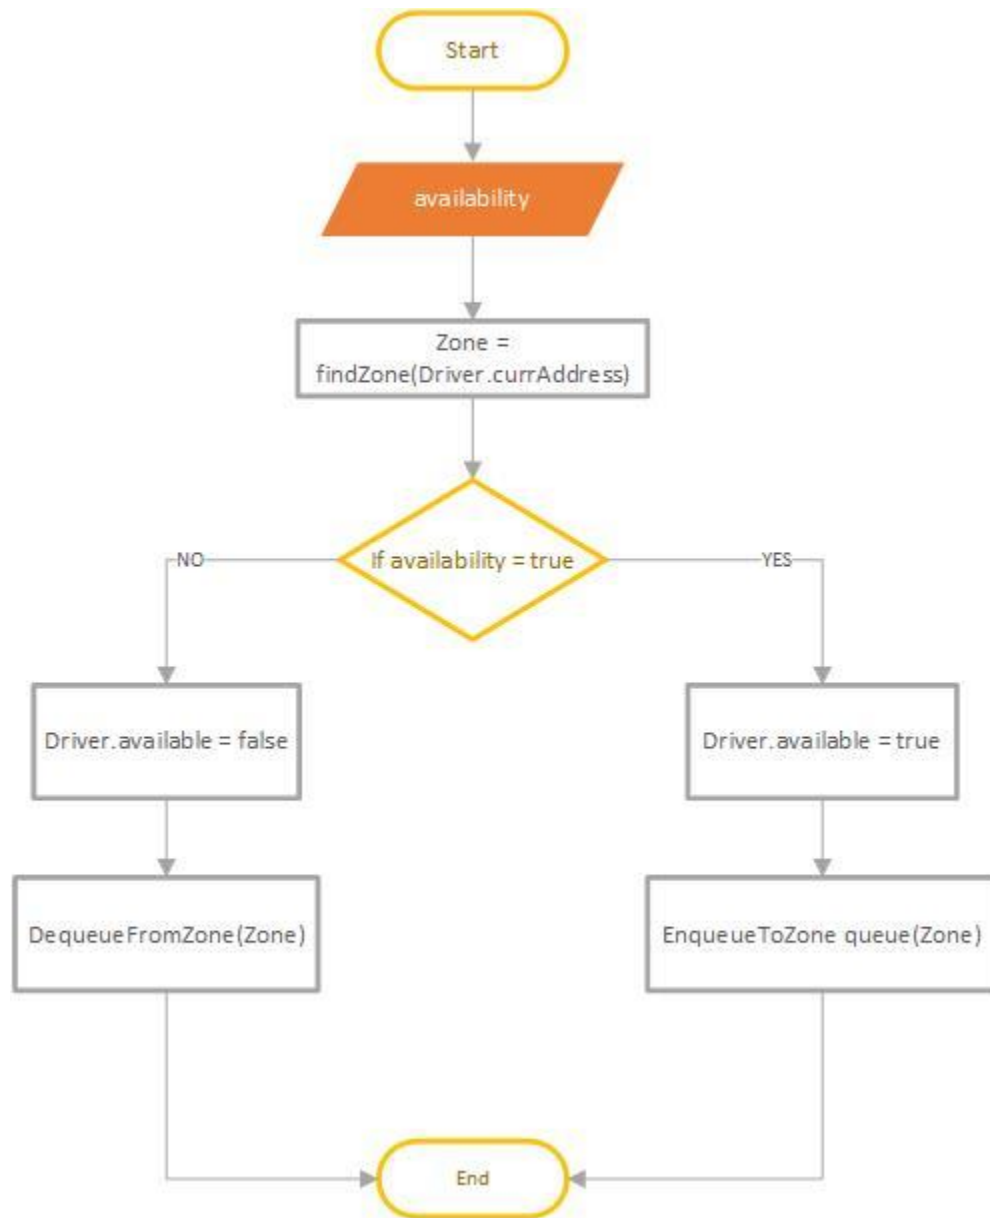 Start
availability
Zone =
findZone(Driver.currAddress)
If availability = true
NO
YES
Driver.available = false
Driver.available = true
DequeueFromZone(Zone)
EnqueueToZone queue(Zone)
End